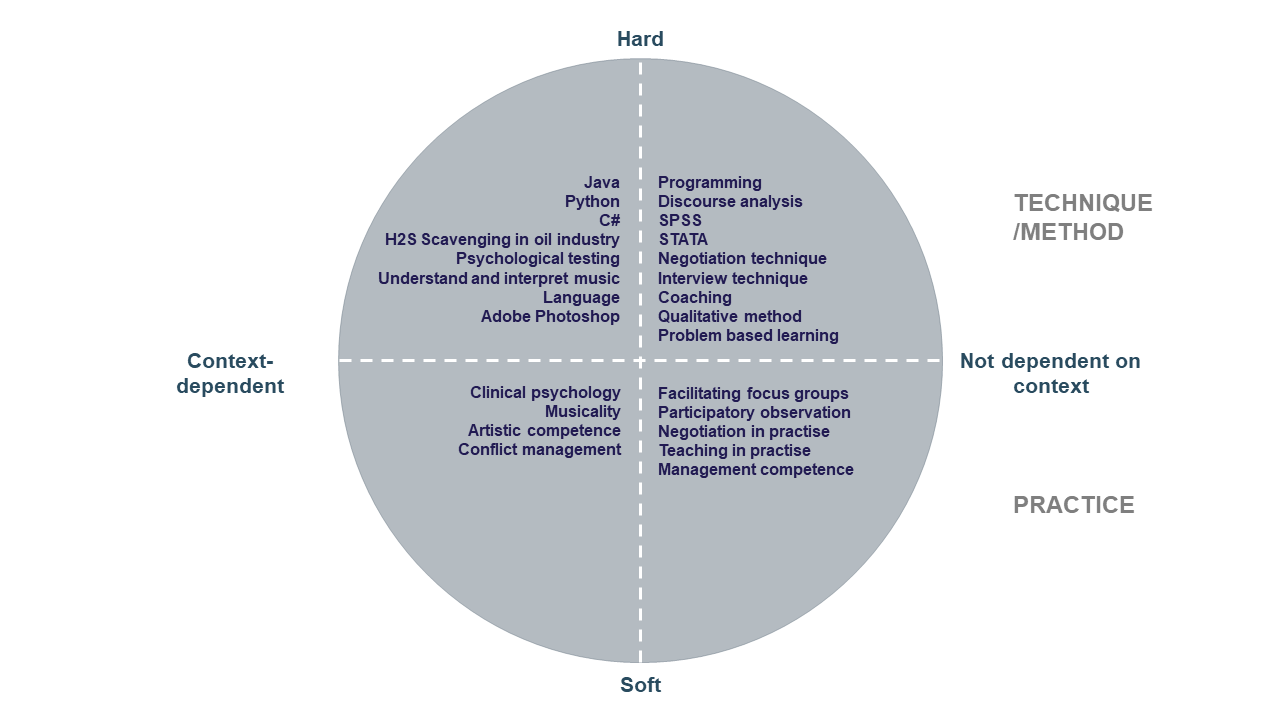 Hard
Java
Python
C#
H2S Scavenging in oil industry
Psychological testing
Understand and interpret music
Language
Adobe Photoshop
Programming
Discourse analysis
SPSS
STATA
Negotiation technique
Interview technique
Coaching
Qualitative method
Problem based learning
TECHNIQUE
/METHOD
Context-
dependent
Not dependent on
context
Clinical psychology
Musicality
Artistic competence
Conflict management
Facilitating focus groups
Participatory observation
Negotiation in practise
Teaching in practise
Management competence
PRACTICE
Soft